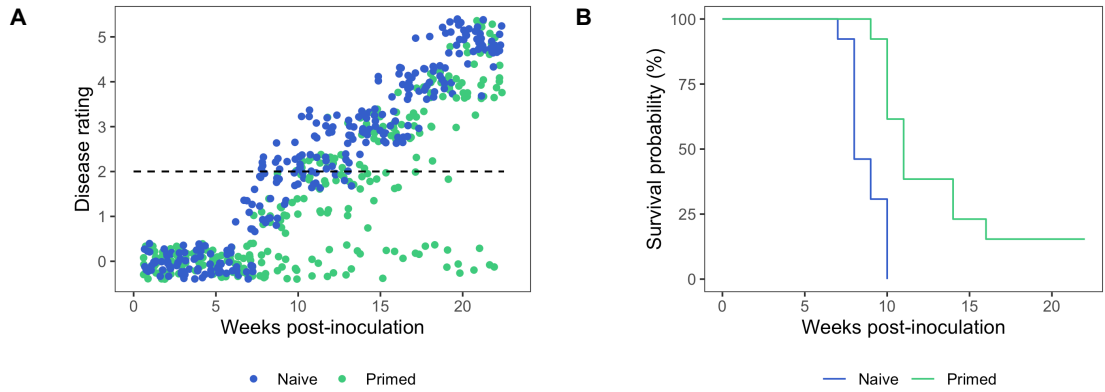 A
B
Disease rating
5
4
3
2
1
0
0 5 10 15 20
Weeks post-inoculation
Naive Primed
Survival probability (%)
100
75
50
25
0
0 5 10 15 20
Weeks post-inoculation
Naive Primed